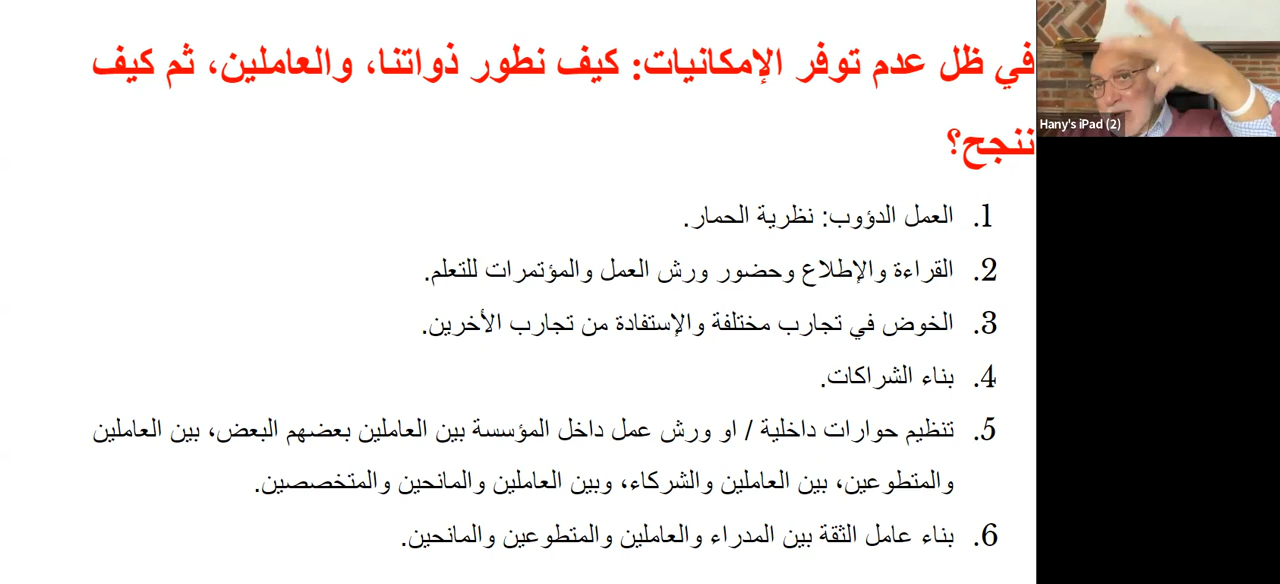 في ظل عدم توفر الإمكانيات: كيف نطور ذواتنا، والعاملين، ثم كيف
ننجح؟
1. العمل الدؤوب: نظرية الحمار.
2. القراءة والإطلاع وحضور ورش العمل والمؤتمرات للتعلم.
3. الخوض في تجارب مختلفة والإستفادة من تجارب الأخرين.
4. بناء الشراكات.
5. تنظيم حوارات داخلية / او ورش عمل داخل المؤسسة بين العاملين بعضهم البعض، بين العاملين
والمتطوعين، بين العاملين والشركاء، وبين العاملين والمانحين والمتخصصين.
6. بناء عامل الثقة بين المدراء والعاملين والمتطوعين والمانحين.
Hany's iPad (2)